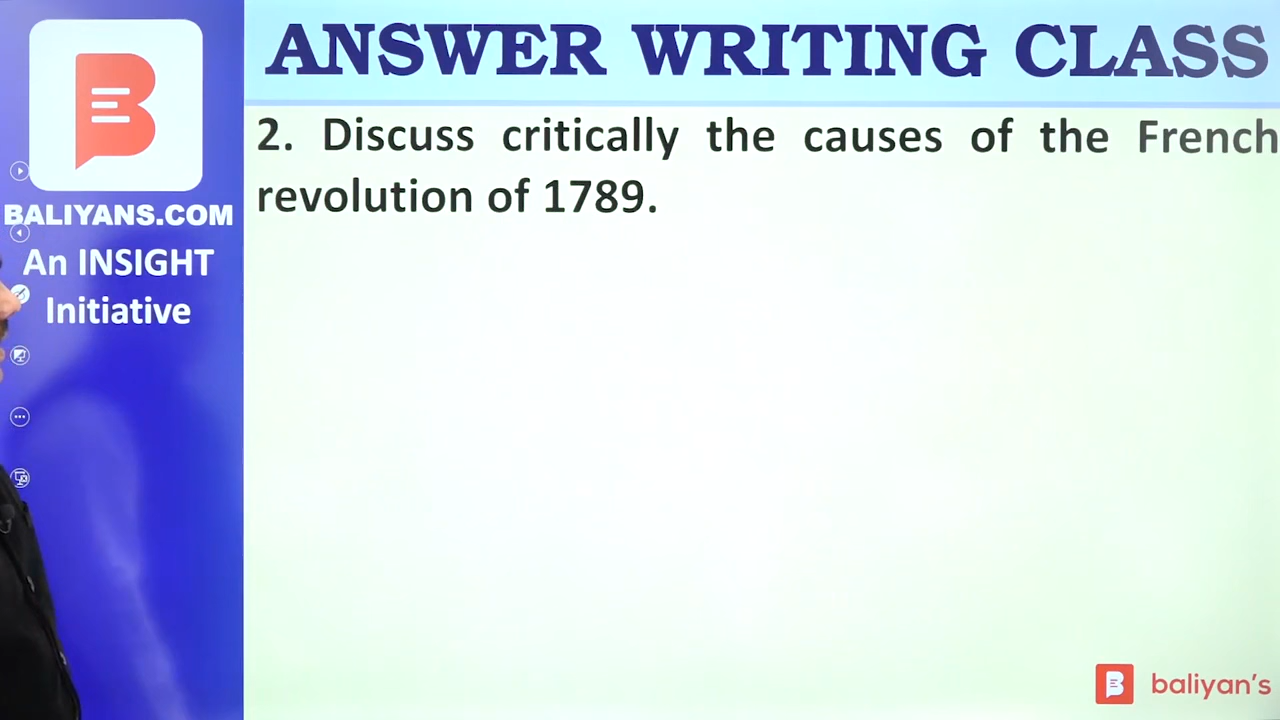 ANSWER WRITING CLASS
2. Discuss critically the causes of the French
revolution of 1789.
BALIYANS.COM
An INSIGHT
Initiative
baliyan's